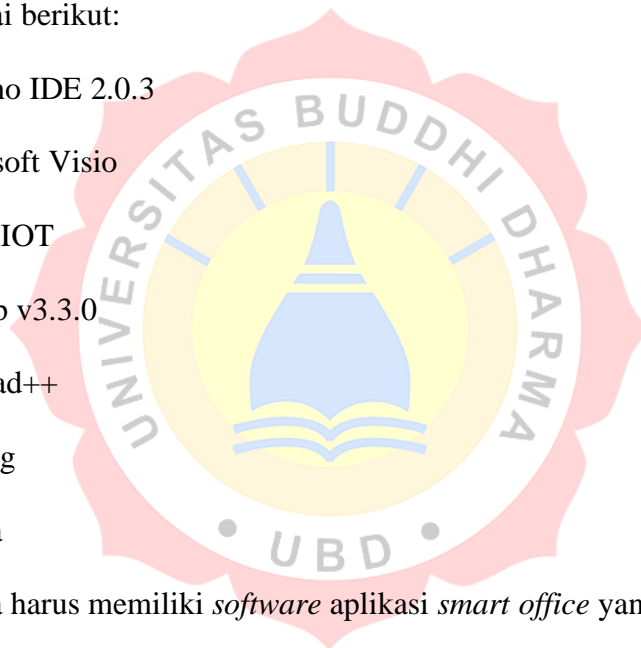 ai berikut:
no IDE 2.0.3
soft Visio
IOT
o v3.3.0
ad++
g
a
a harus memiliki software aplikasi smart office yan
UNIVERSITAS BUDDHI DHARMA
• UBD •